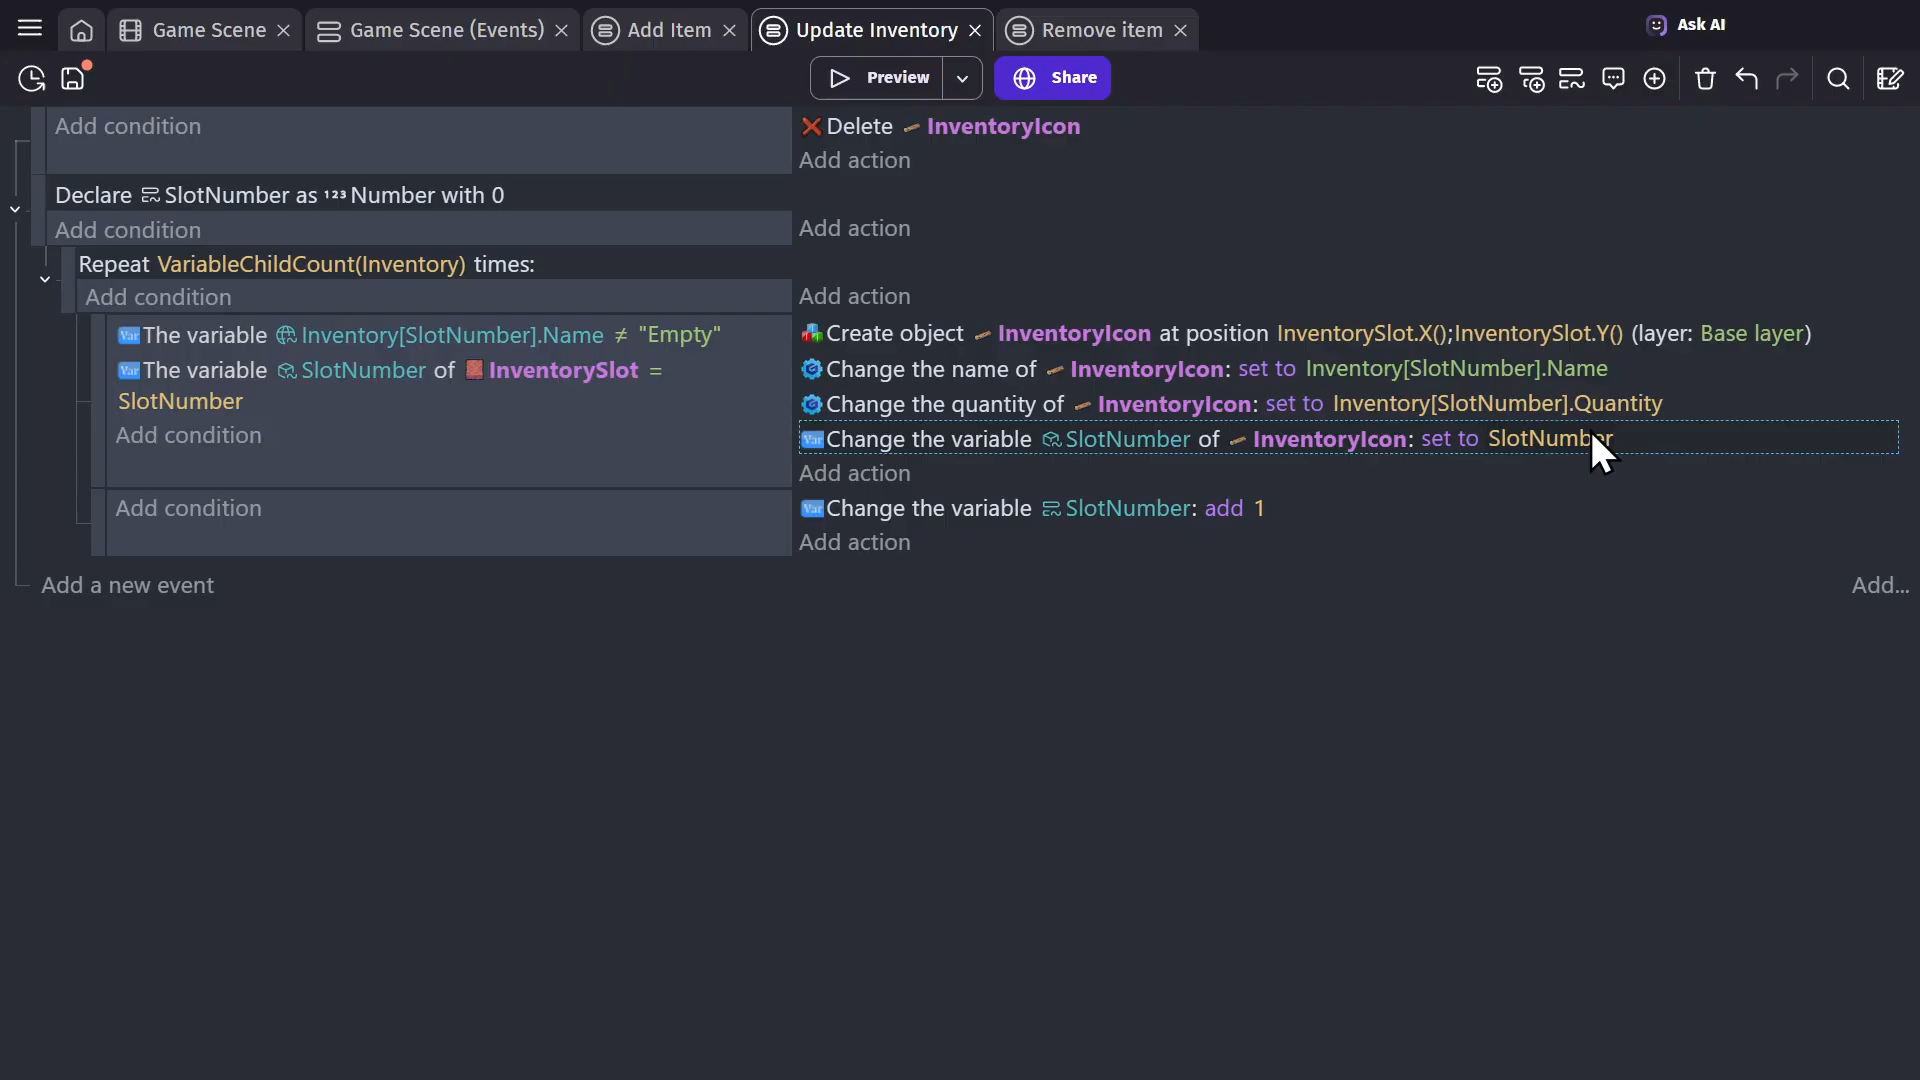 Game Scene
Game Scene (Events)
Add Item
Update Inventory
Remove item
Ask AI
Preview
Share
Add condition
Delete InventoryIcon
Add action
Declare SlotNumber as 123 Number with 0
Add condition
Add action
Repeat VariableChildCount(Inventory) times:
Add condition
Add action
Var The variable Inventory[SlotNumber].Name ≠ "Empty"
Var The variable SlotNumber of InventorySlot =
SlotNumber
Add condition
Create object InventoryIcon at position InventorySlot.X();InventorySlot.Y() (layer: Base layer)
Change the name of InventoryIcon: set to Inventory[SlotNumber].Name
Change the quantity of InventoryIcon: set to Inventory[SlotNumber].Quantity
Var Change the variable SlotNumber of InventoryIcon: set to SlotNumber
Add action
Add condition
Var Change the variable SlotNumber: add 1
Add action
Add a new event
Add...